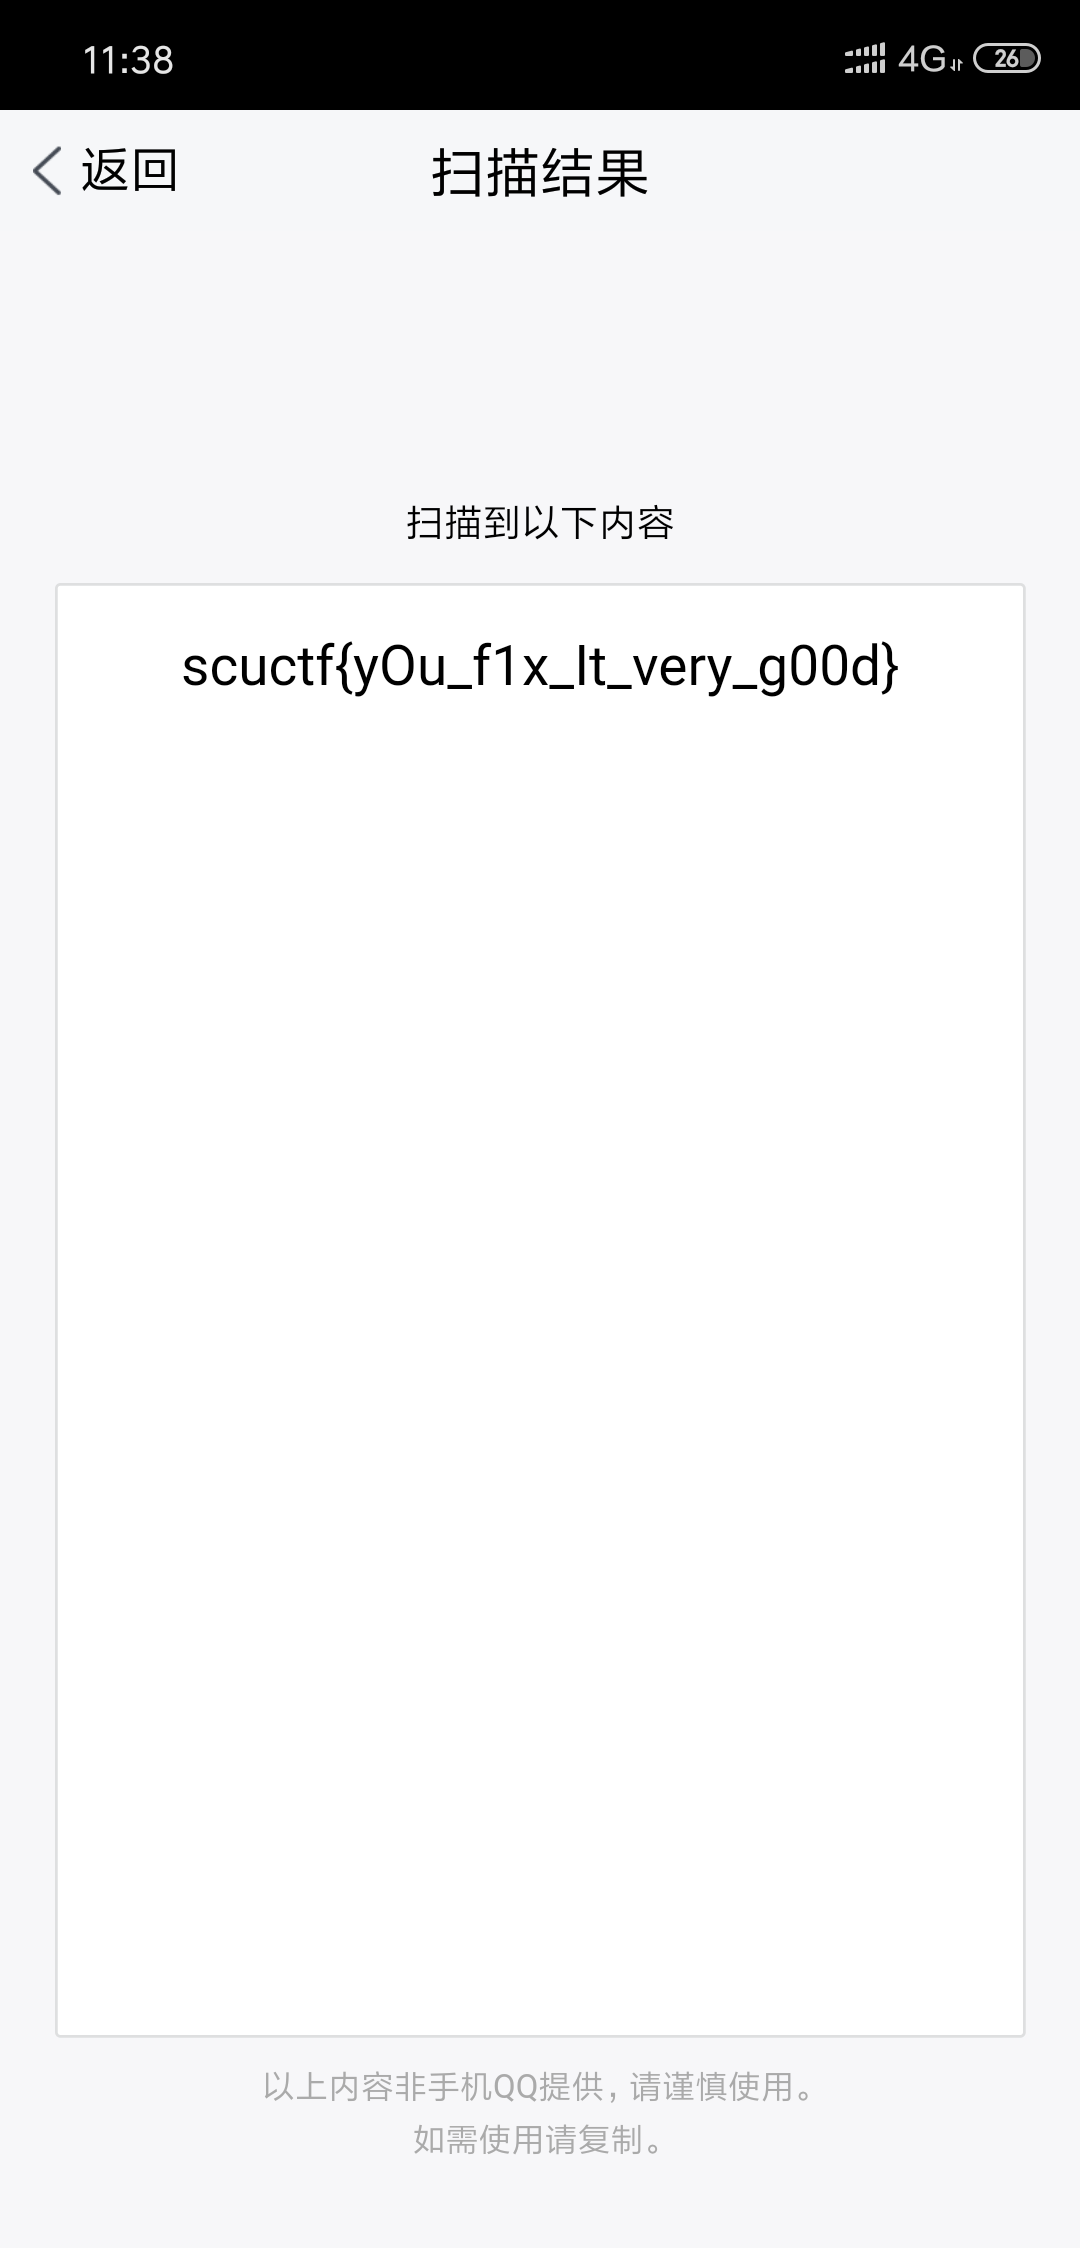 11:38
4G 26
返回
扫描结果
扫描到以下内容
scuctf{yOu_f1x_It_very_g00d}
以上内容非手机QQ提供，请谨慎使用。
如需使用请复制。